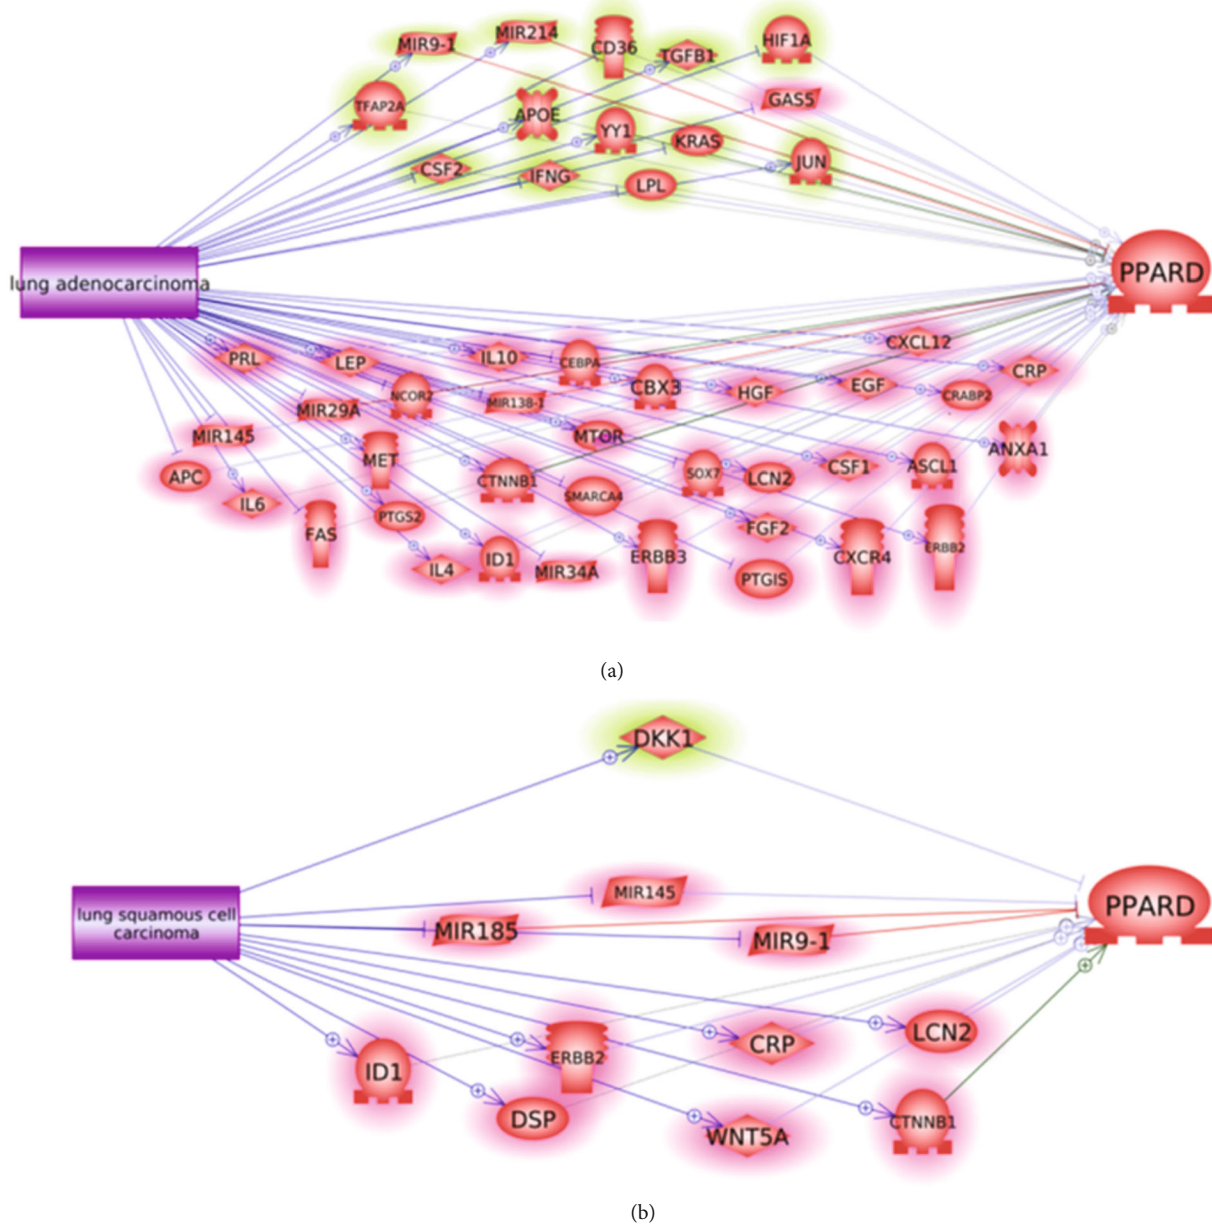 MIR9-1
MIR214
CD36
TGFB1
HIF1A
TFAP2A
APOE
YY1
GAS5
KRAS
CSF2
IFNG
LPL
JUN
lung adenocarcinoma
PPARD
PRL
LEP
IL10
CEBPA
CXCL12
CRP
MIR29A
NCOR2
MIR138-1
CBX3
HGF
EGF
CRABP2
MIR145
MTOR
ANXA1
APC
MET
CTNNB1
SOX7
LCN2
CSF1
ASCL1
IL6
SMARCA4
FAS
PTGS2
FGF2
IL4
ID1
MIR34A
ERBB3
PTGIS
CXCR4
ERBB2
(a)
DKK1
lung squamous cell
carcinoma
MIR145
MIR185
MIR9-1
PPARD
ID1
ERBB2
CRP
LCN2
DSP
WNT5A
CTNNB1
(b)